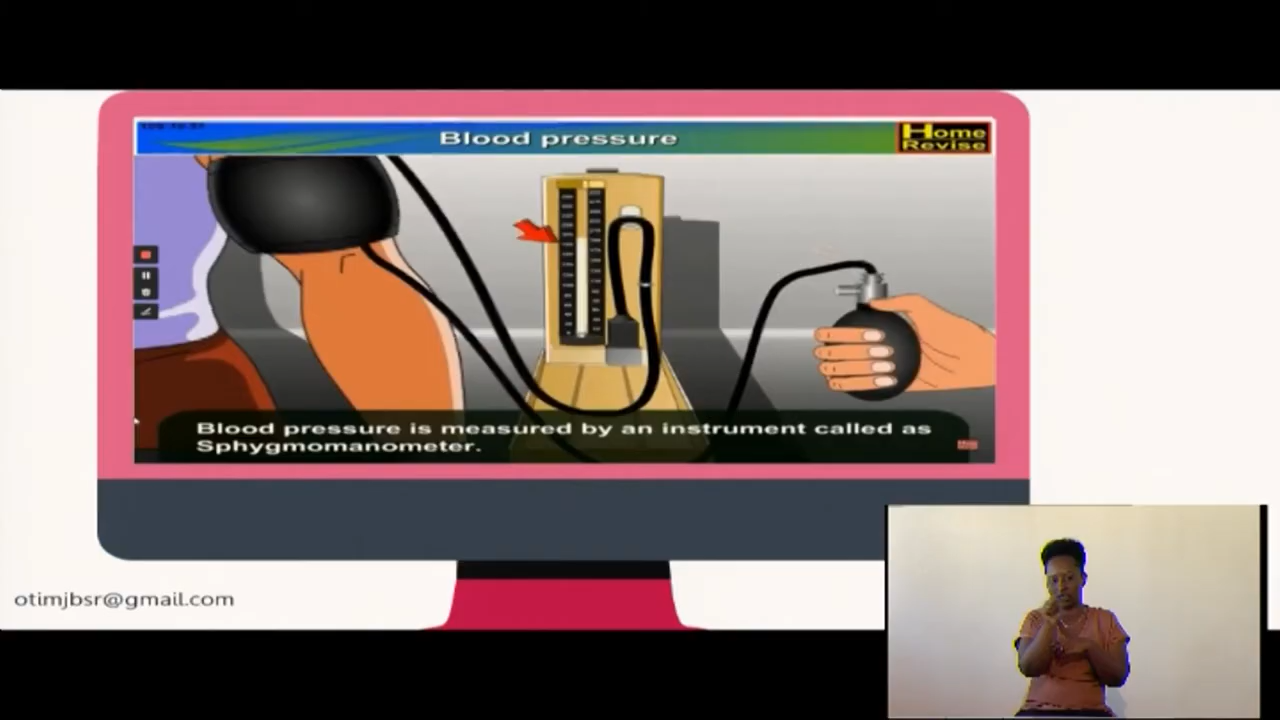 Blood pressure
Home
Revise
Blood pressure is measured by an instrument called as
Sphygmomanometer.
otimjbsr@gmail.com